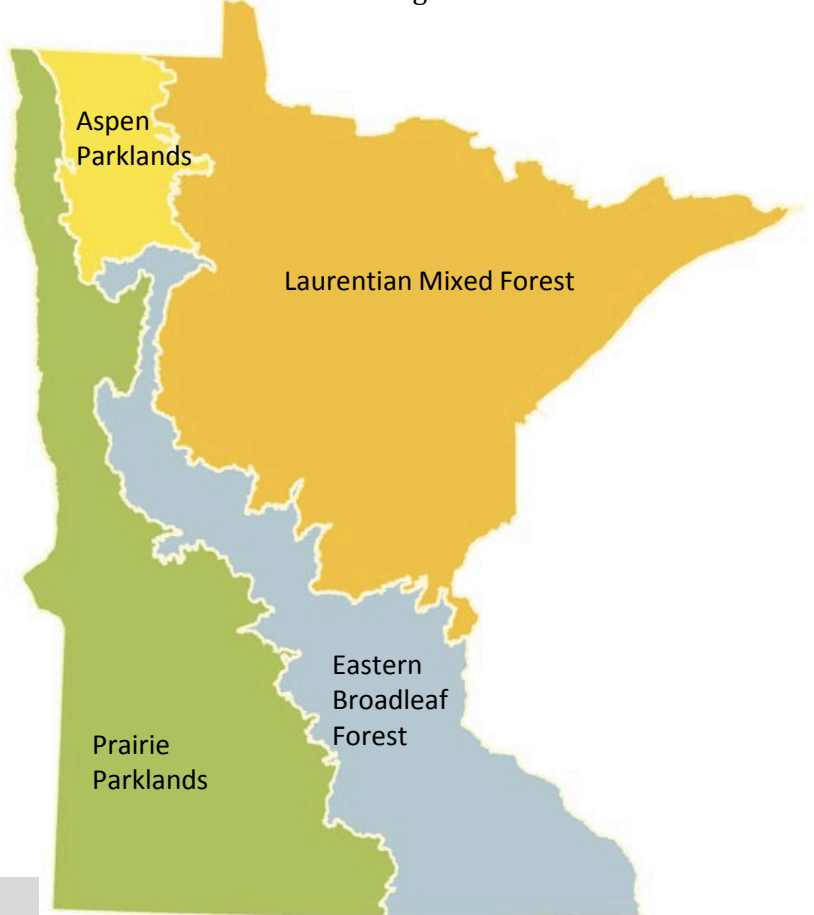 Aspen
Parklands
Laurentian Mixed Forest
Eastern
Broadleaf
Forest
Prairie
Parklands